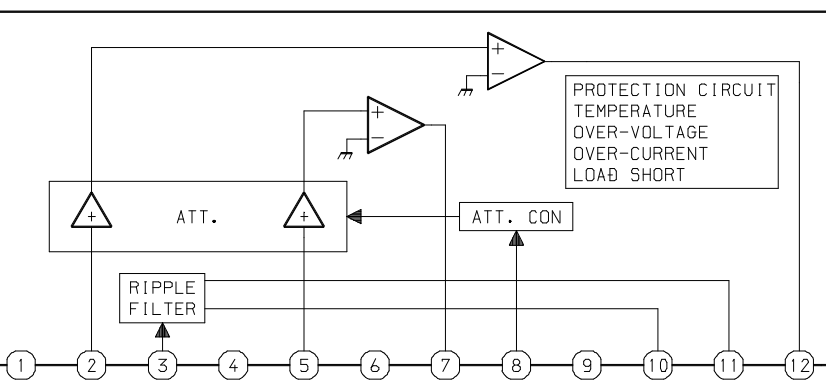 +
−
PROTECTION CIRCUIT
TEMPERATURE
OVER-VOLTAGE
OVER-CURRENT
LOAD SHORT
+
−
+ ATT. +
ATT. CON
RIPPLE
FILTER
1 2 3 4 5 6 7 8 9 10 11 12